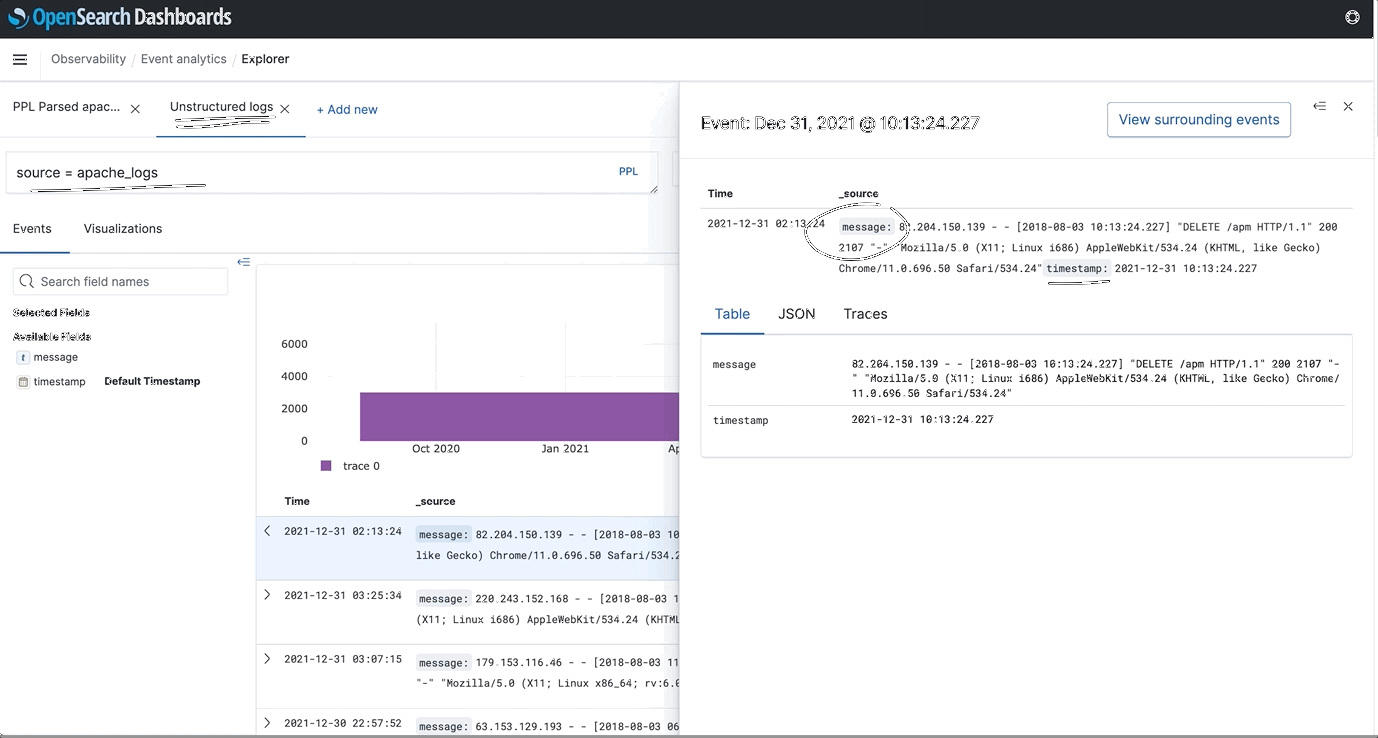 OpenSearch Dashboards
Observability / Event analytics / Explorer
PPL Parsed apac...
Unstructured logs
+ Add new
source = apache_logs
PPL
Events
Visualizations
Search field names
Selected Fields
Available Fields
t message
timestamp Default Timestamp
6000
4000
2000
0
Oct 2020
Jan 2021
Ap
trace 0
Time _source
2021-12-31 02:13:24 message: 82.204.150.139 - - [2018-08-03 10
like Gecko) Chrome/11.0.696.50 Safari/534.2
2021-12-31 03:25:34 message: 220.243.152.168 - - [2018-08-03 1
(X11; Linux i686) AppleWebKit/534.24 (KHTML
2021-12-31 03:07:15 message: 179.153.116.46 - - [2018-08-03 11
"-" "Mozilla/5.0 (X11; Linux x86_64; rv:6.0
2021-12-30 22:57:52 message: 63.153.129.193 - - [2018-08-03 06
Event: Dec 31, 2021 @ 10:13:24.227
View surrounding events
Time _source
2021-12-31 02:13:24 message: 82.204.150.139 - - [2018-08-03 10:13:24.227] "DELETE /apm HTTP/1.1" 200
2107 "-" "Mozilla/5.0 (X11; Linux i686) AppleWebKit/534.24 (KHTML, like Gecko)
Chrome/11.0.696.50 Safari/534.24" timestamp: 2021-12-31 10:13:24.227
Table
JSON
Traces
message 82.204.150.139 - - [2018-08-03 10:13:24.227] "DELETE /apm HTTP/1.1" 200 2107 "-
" "Mozilla/5.0 (X11; Linux i686) AppleWebKit/534.24 (KHTML, like Gecko) Chrome/
11.0.696.50 Safari/534.24"
timestamp 2021-12-31 10:13:24.227